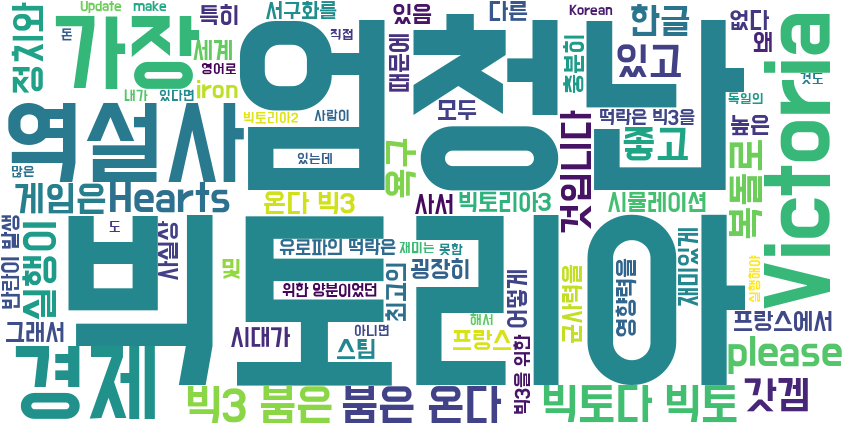 Update
make
특히
서구화를
있음
다른
Korean
한글
없다
왜
정치와
돈
가장
세계
영어로
직접
엄청난
때문에
충분히
있고
Victoria
것도
내가
있다면
iron
빅토리아2
사람이
모두
독일의
역설사
많은
있는데
욕구
떡락은 빅3을
좋고
높은
게임은
Hearts
온다 빅3
사서
빅토리아3
것입니다
시뮬레이션
복돌로
반란이 발생
실행이
도
사실상
및
빅토리아
유로파의 떡락은
재미는 못함
굉장히
위한 양분이었던
최고의
어떻게
군사력을
영향력을
재미있게
실행해야
그래서
시대가
아니면
스팀
해서
프랑스
프랑스에서
경제
빅3을 위한
please
빅3 붐은
붐은 온다
빅토다 빅토
갓겜